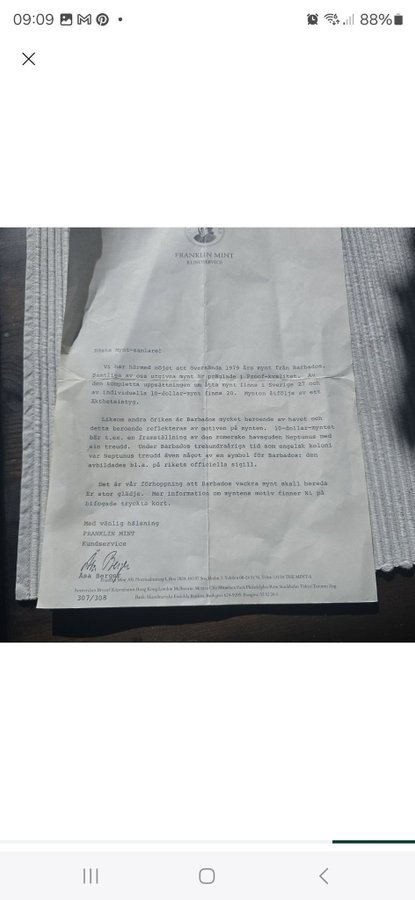 09:09
88%
FRANKLIN MINT
KUNDSERVICE
Bästa Mynt-samlare!
Vi har härmed nöjet att översända 1979 års mynt från Barbados.
Samtliga av oss utgivna mynt är präglade i Proof-kvalitet. Av
den kompletta uppsättningen om åtta mynt finns i Sverige 27 och
av individuella 10-dollar-mynt finns 20. Mynten åtföljs av ett
Äkthetsintyg.
Liksom andra öriken är Barbados mycket beroende av havet och
detta beroende reflekteras av motiven på mynten. 10-dollar-myntet
bär t.ex. en framställning av den romerske havsguden Neptunus med
sin treudd. Under Barbados trehundraåriga tid som engelsk koloni
var Neptuns treudd även något av en symbol för Barbados: den
avbildades bl.a. på rikets officiella sigill.
Det är vår förhoppning att Barbados vackra mynt skall bereda
Er stor glädje. Mer information om myntens motiv finner Ni på
bifogade tryckta kort.
Med vänlig hälsning
FRANKLIN MINT
Kundservice
Åsa Berger
307/308